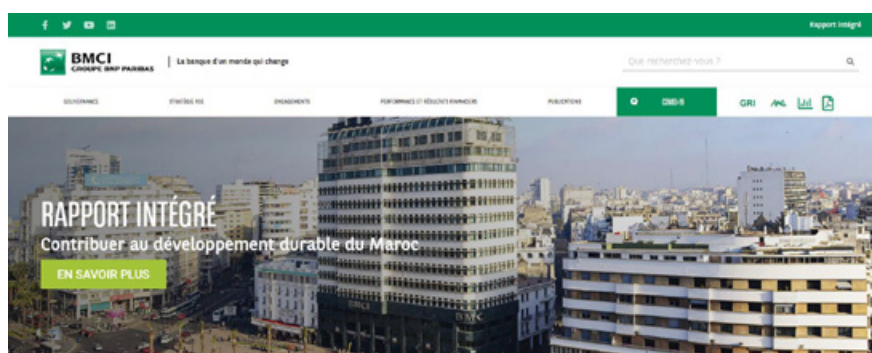 Rapport intégré
BMCI
GROUPE BNP PARIBAS
La banque d'un monde qui change
Que recherchez-vous ?
GOUVERNANCE
STRATÉGIE RSE
ENGAGEMENTS
PERFORMANCES ET RÉSULTATS FINANCIERS
PUBLICATIONS
COVID-19
GRI
RAPPORT INTÉGRÉ
Contribuer au développement durable du Maroc
EN SAVOIR PLUS
BMCI